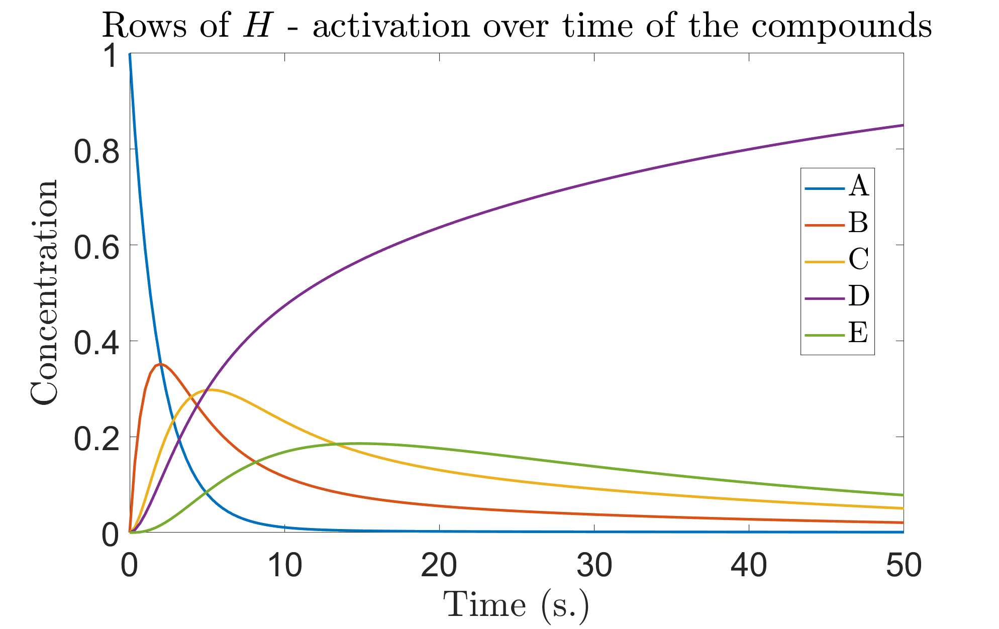 Rows of H - activation over time of the compounds
1
0.8
0.6
0.4
0.2
0
Concentration
A
B
C
D
E
0 10 20 30 40 50
Time (s.)